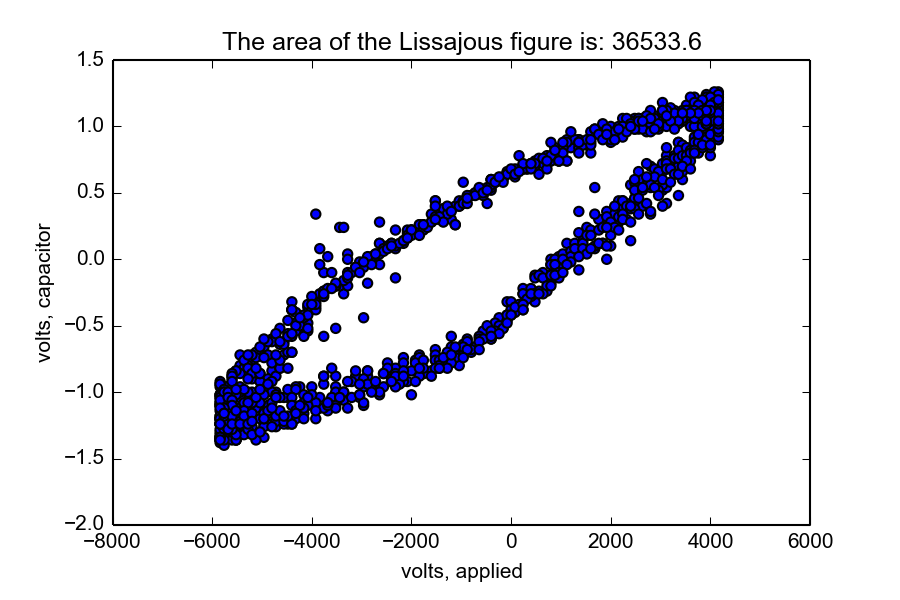 The area of the Lissajous figure is: 36533.6
1.5
1.0
0.5
0.0
−0.5
−1.0
−1.5
−2.0
−8000 −6000 −4000 −2000 0 2000 4000 6000
volts, capacitor
volts, applied